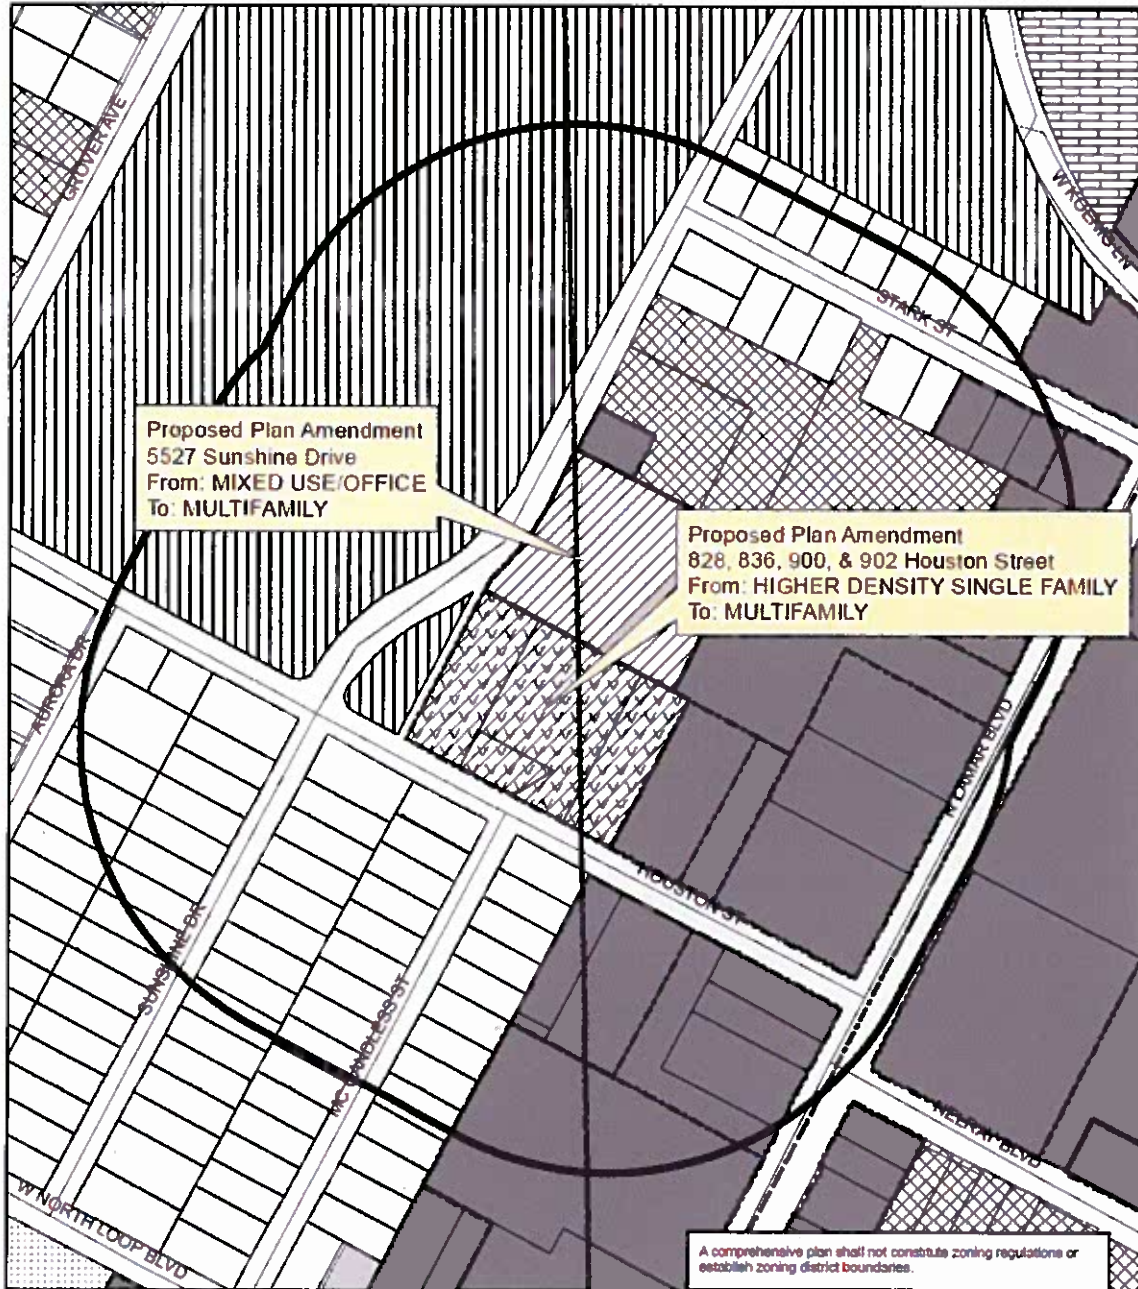 GROVER AVE
W KOENIG LN
STARK ST
Proposed Plan Amendment
5527 Sunshine Drive
From: MIXED USE/OFFICE
To: MULTIFAMILY
Proposed Plan Amendment
828, 836, 900, & 902 Houston Street
From: HIGHER DENSITY SINGLE FAMILY
To: MULTIFAMILY
AURORA DR
N LAMAR BLVD
HOUSTON ST
SUNSHINE DR
MC CANDLESS ST
NELRAY BLVD
W NORTH LOOP BLVD
A comprehensive plan shall not constitute zoning regulations or
establish zoning district boundaries.